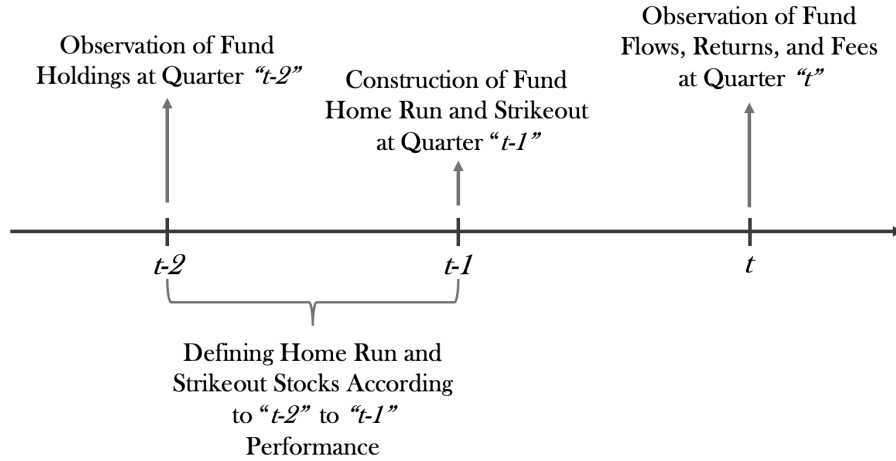 Observation of Fund
Holdings at Quarter “t-2”
Construction of Fund
Home Run and Strikeout
at Quarter “t-1”
Observation of Fund
Flows, Returns, and Fees
at Quarter “t”
t-2
t-1
t
Defining Home Run and
Strikeout Stocks According
to “t-2” to “t-1”
Performance